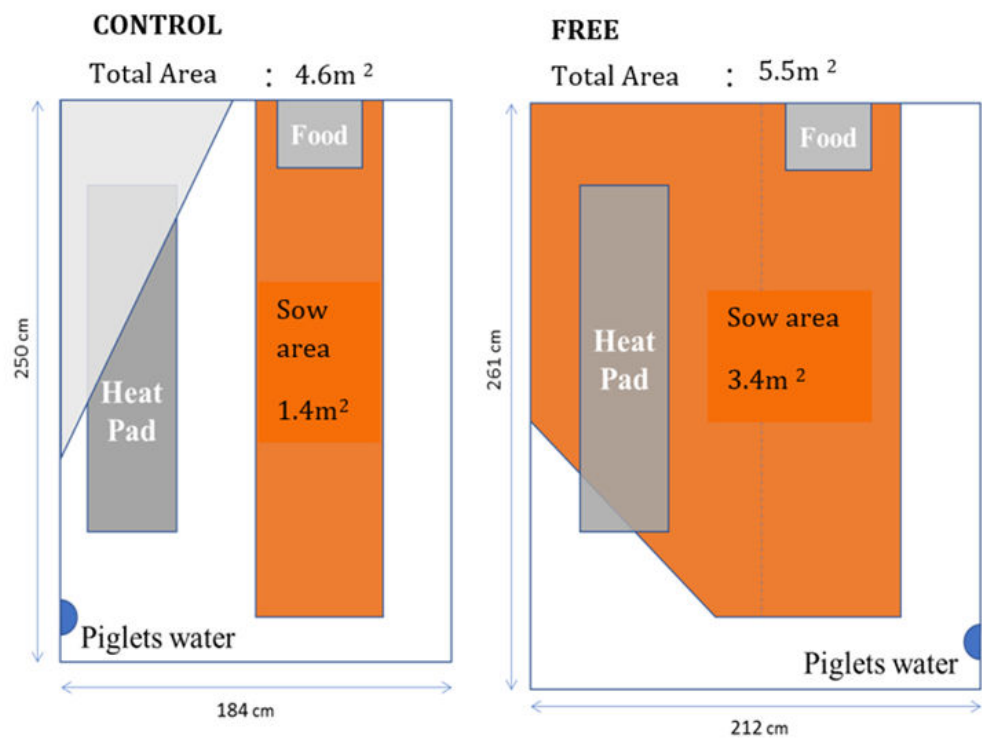 CONTROL
Total Area : 4.6m ²
Food
Sow
area
1.4m²
Heat
Pad
Piglets water
250 cm
184 cm
FREE
Total Area : 5.5m ²
Food
Sow area
3.4m ²
Heat
Pad
Piglets water
261 cm
212 cm